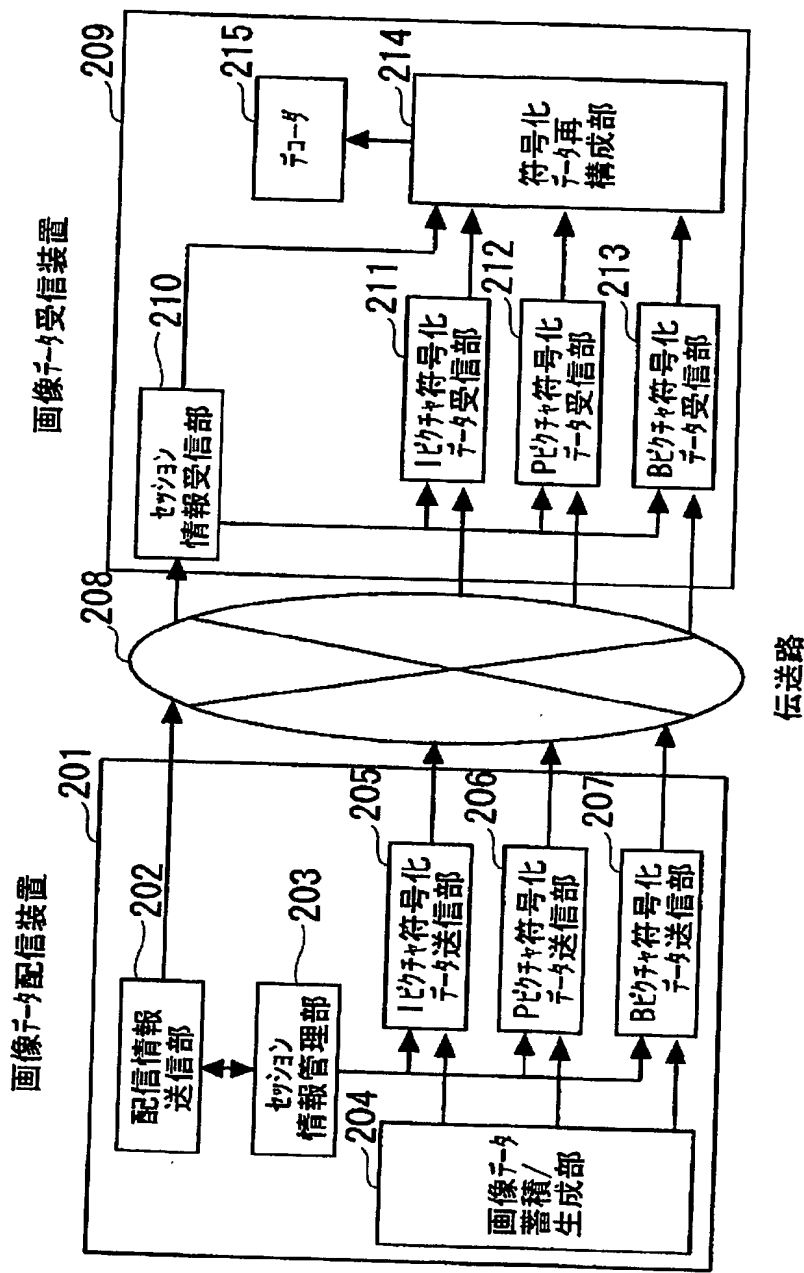 画像データ配信装置
201
配信情報
送信部
202
セッション
情報管理部
203
204
画像データ
蓄積/
生成部
Iピクチャ符号化
データ送信部
205
Pピクチャ符号化
データ送信部
206
Bピクチャ符号化
データ送信部
207
208
伝送路
画像データ受信装置
209
セッション
情報受信部
210
Iピクチャ符号化
データ受信部
211
Pピクチャ符号化
データ受信部
212
Bピクチャ符号化
データ受信部
213
符号化
データ再
構成部
214
デコーダ
215